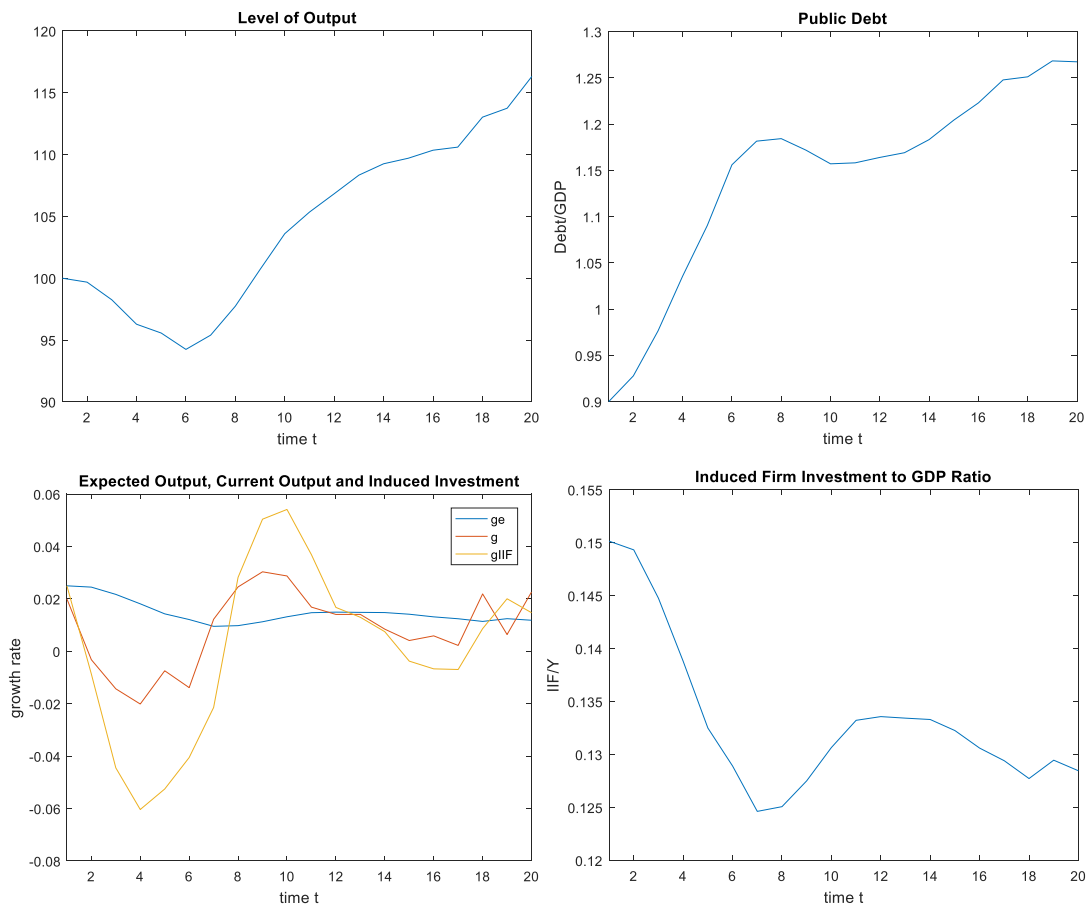 Level of Output
120
115
110
105
100
95
90
2 4 6 8 10 12 14 16 18 20
time t
Public Debt
Debt/GDP
1.3
1.25
1.2
1.15
1.1
1.05
1
0.95
0.9
2 4 6 8 10 12 14 16 18 20
time t
Expected Output, Current Output and Induced Investment
growth rate
0.06
0.04
0.02
0
-0.02
-0.04
-0.06
-0.08
ge
g
gIIF
2 4 6 8 10 12 14 16 18 20
time t
Induced Firm Investment to GDP Ratio
IIF/Y
0.155
0.15
0.145
0.14
0.135
0.13
0.125
0.12
2 4 6 8 10 12 14 16 18 20
time t